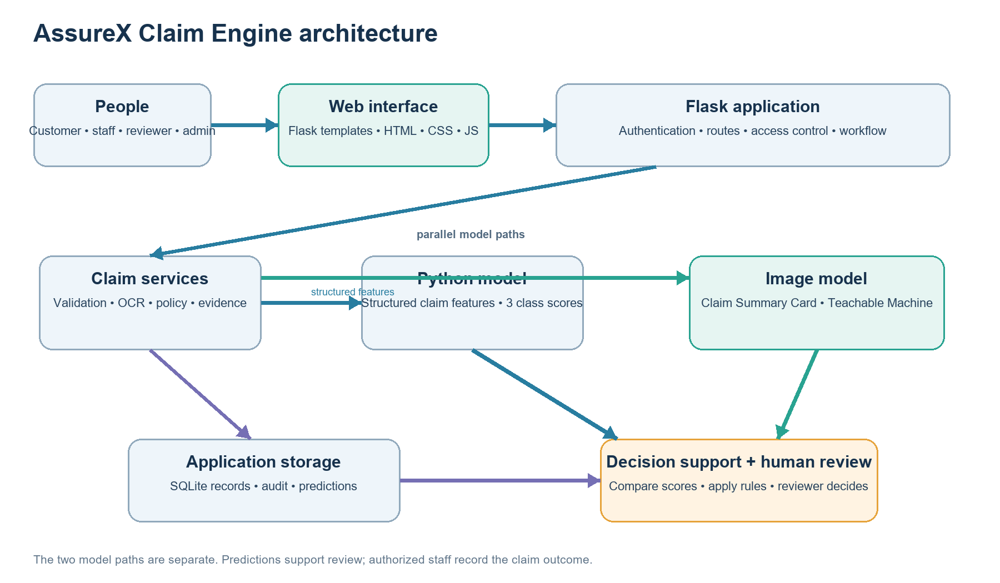 AssureX Claim Engine architecture
People
Customer • staff • reviewer • admin
Web interface
Flask templates • HTML • CSS • JS
Flask application
Authentication • routes • access control • workflow
parallel model paths
Claim services
Validation • OCR • policy • evidence
structured features
Python model
Structured claim features • 3 class scores
Image model
Claim Summary Card • Teachable Machine
Application storage
SQLite records • audit • predictions
Decision support + human review
Compare scores • apply rules • reviewer decides
The two model paths are separate. Predictions support review; authorized staff record the claim outcome.